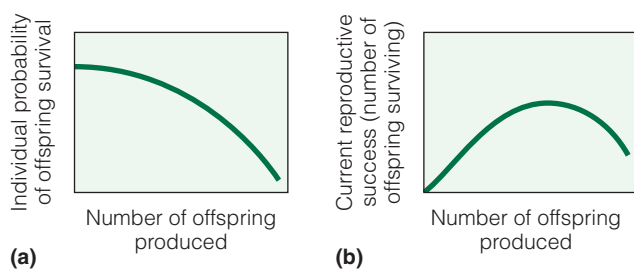 Individual probability
of offspring survival
Number of offspring
produced
(a)
Current reproductive
success (number of
offspring surviving)
Number of offspring
produced
(b)